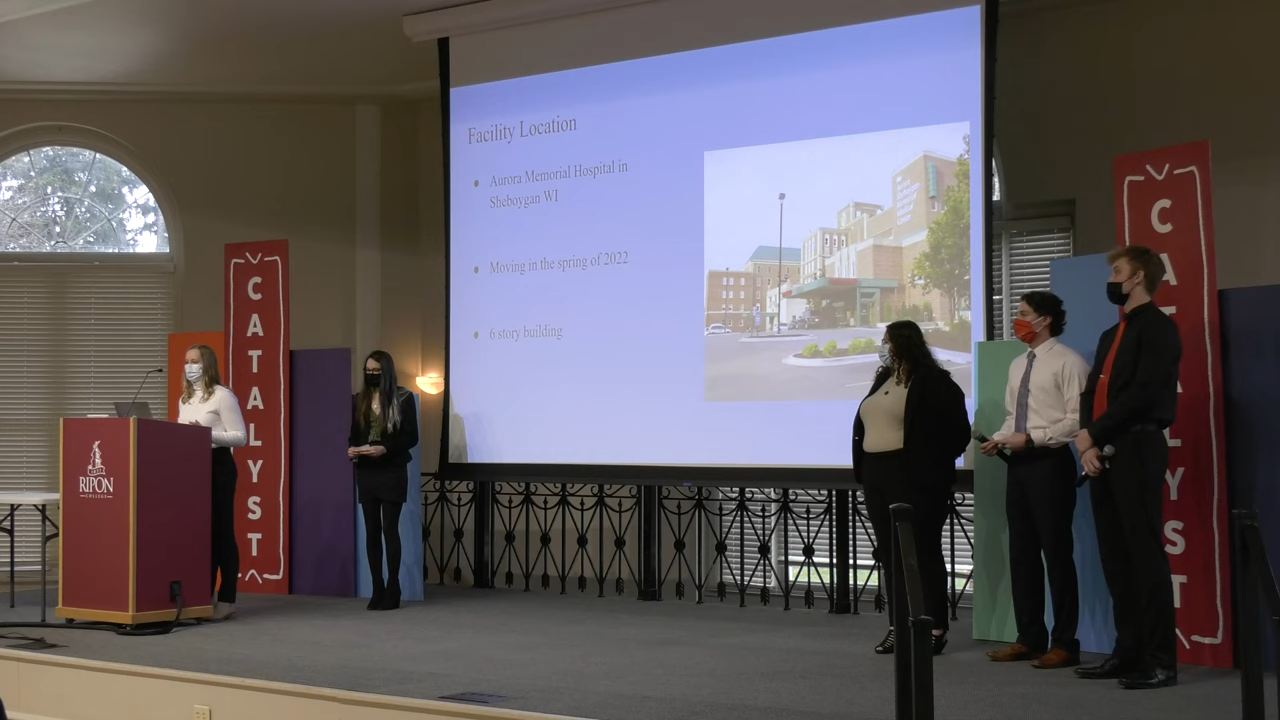 Facility Location
● Aurora Memorial Hospital in
Sheboygan WI
● Moving in the spring of 2022
● 6 story building
CATALYST
CATALYST
1851
RIPON
COLLEGE